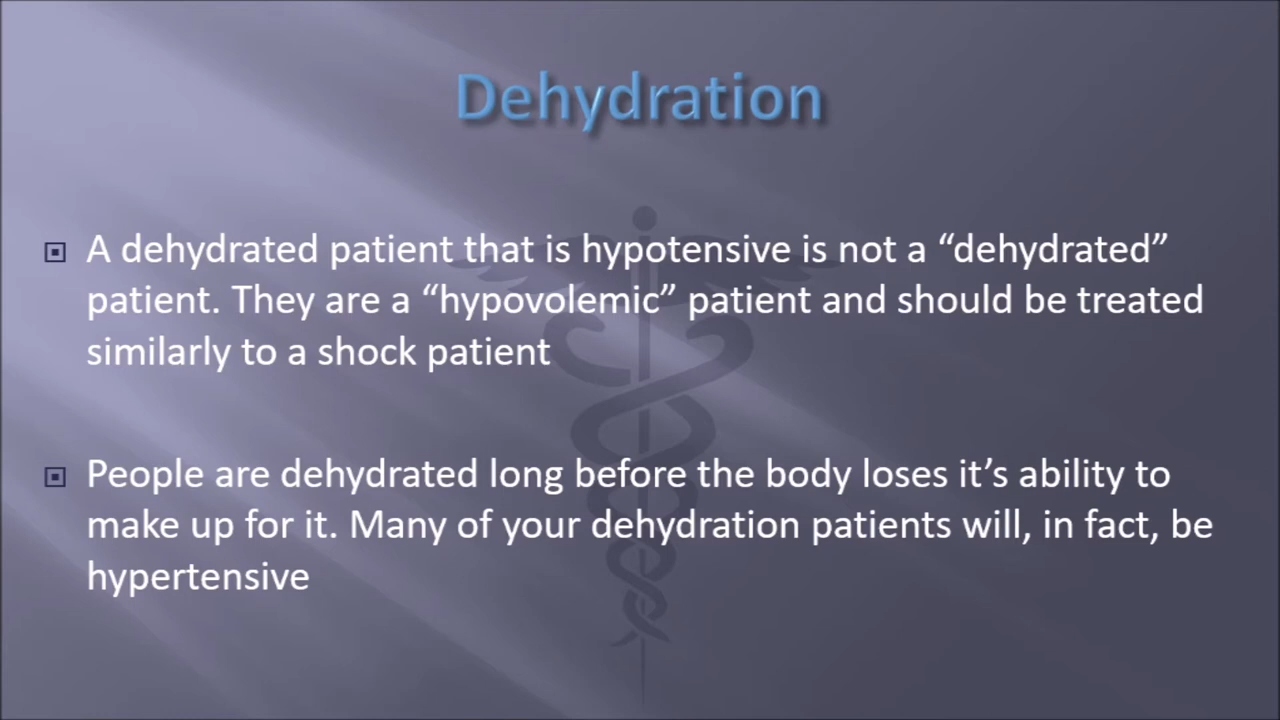 Dehydration
A dehydrated patient that is hypotensive is not a “dehydrated”
patient. They are a “hypovolemic” patient and should be treated
similarly to a shock patient
People are dehydrated long before the body loses it’s ability to
make up for it. Many of your dehydration patients will, in fact, be
hypertensive